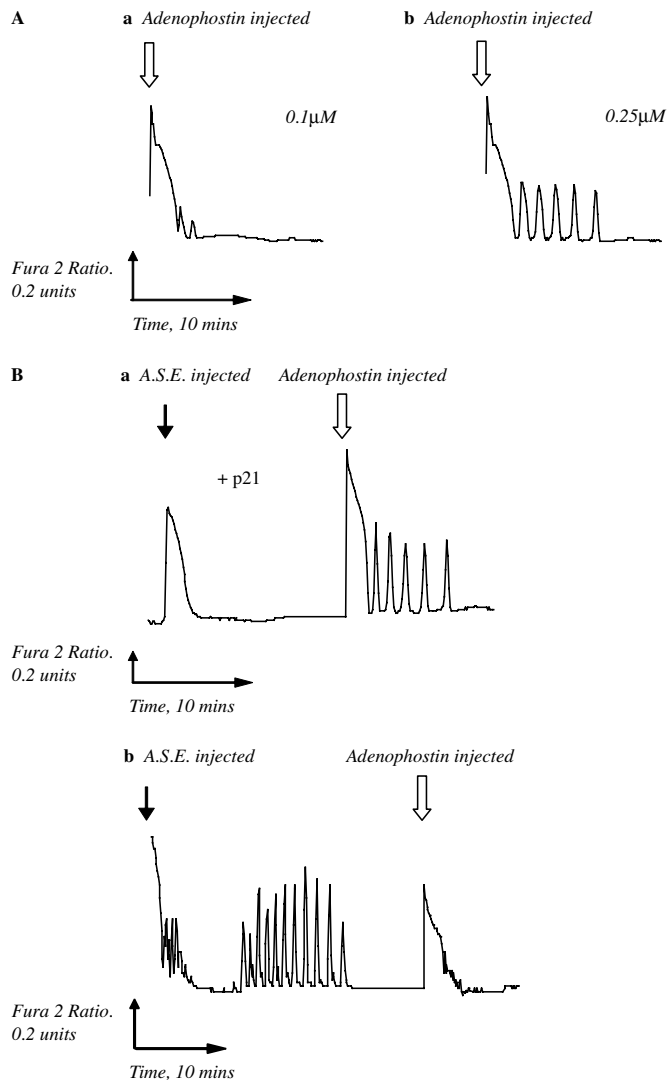 A a Adenophostin injected b Adenophostin injected
0.1μM 0.25μM
Fura 2 Ratio.
0.2 units
Time, 10 mins
B a A.S.E. injected Adenophostin injected
+ p21
Fura 2 Ratio.
0.2 units
Time, 10 mins
b A.S.E. injected Adenophostin injected
Fura 2 Ratio.
0.2 units
Time, 10 mins